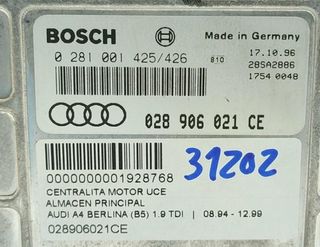 BOSCH
Made in Germany
0 281 001 425/426
810
17.10.96
28SA2886
1754 0048
028 906 021 CE
31202
0000000001928768
CENTRALITA MOTOR UCE
ALMACEN PRINCIPAL
AUDI A4 BERLINA (B5) 1.9 TDI | 08.94 - 12.99
028906021CE